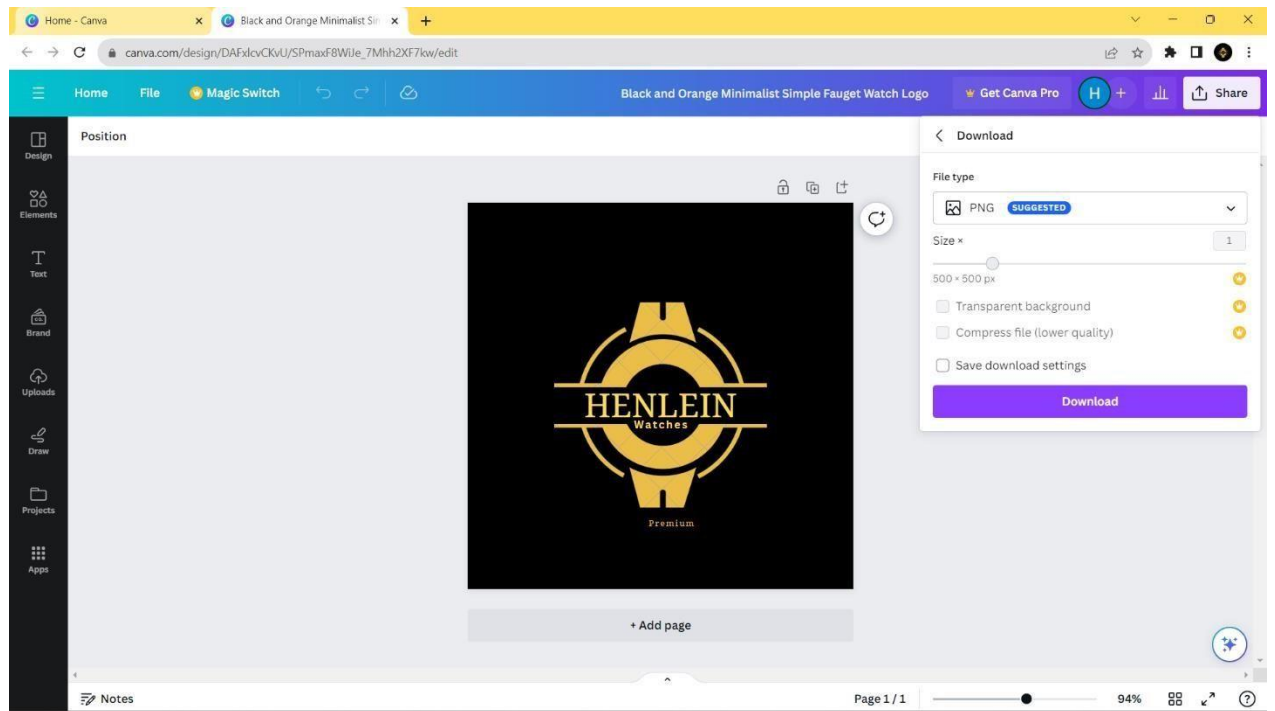 Home - Canva
Black and Orange Minimalist Sin
canva.com/design/DAFxlcvCKvU/SPmaxF8WiJe_7Mhh2XF7kw/edit
Home File Magic Switch Black and Orange Minimalist Simple Fauget Watch Logo Get Canva Pro H + Share
Design
Elements
Text
Brand
Uploads
Draw
Projects
Apps
Position
HENLEIN
Watches
Premium
+ Add page
Download
File type
PNG SUGGESTED
Size × 1
500 × 500 px
Transparent background
Compress file (lower quality)
Save download settings
Download
Notes Page 1 / 1 94%